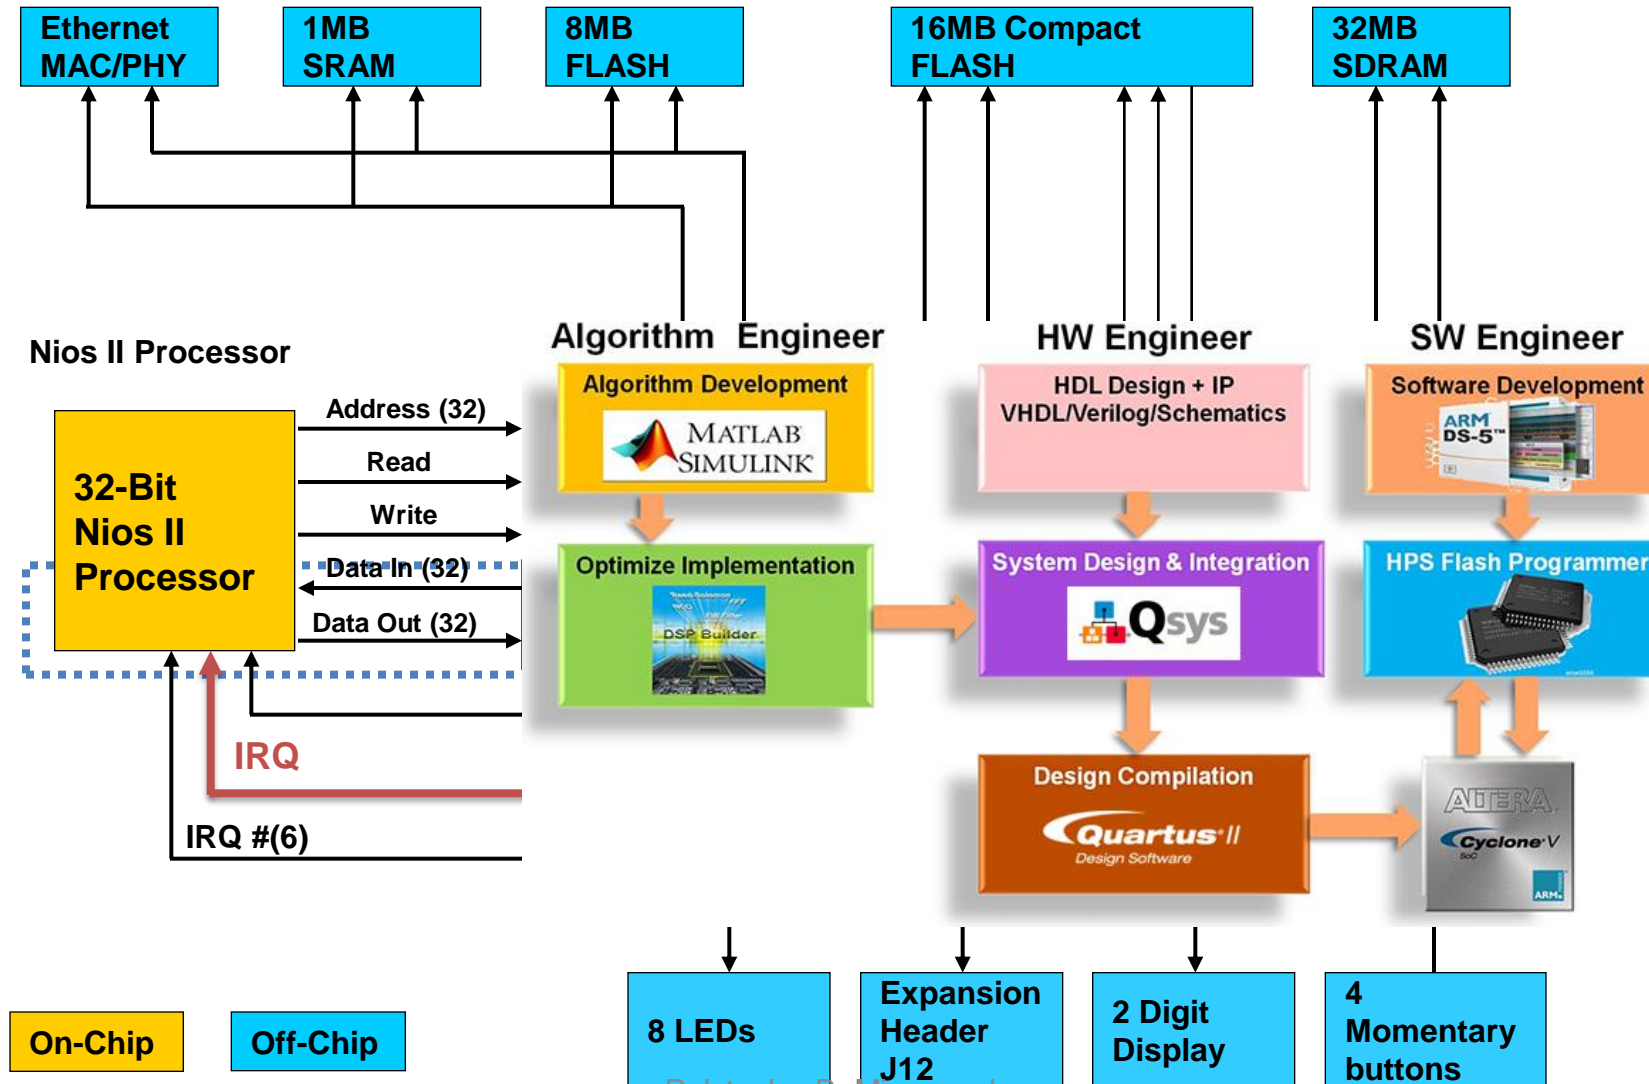 Ethernet
MAC/PHY
1MB
SRAM
8MB
FLASH
16MB Compact
FLASH
32MB
SDRAM
Nios II Processor
Algorithm Engineer
HW Engineer
SW Engineer
Algorithm Development
MATLAB
SIMULINK
HDL Design + IP
VHDL/Verilog/Schematics
Software Development
ARM
DS-5™
32-Bit
Nios II
Processor
Address (32)
Read
Write
Data In (32)
Data Out (32)
IRQ
IRQ #(6)
Optimize Implementation
DSP Builder
System Design & Integration
Qsys
HPS Flash Programmer
Design Compilation
Quartus II
Design Software
ALTERA
Cyclone V
SoC
ARM
On-Chip
Off-Chip
8 LEDs
Expansion
Header
J12
2 Digit
Display
4
Momentary
buttons